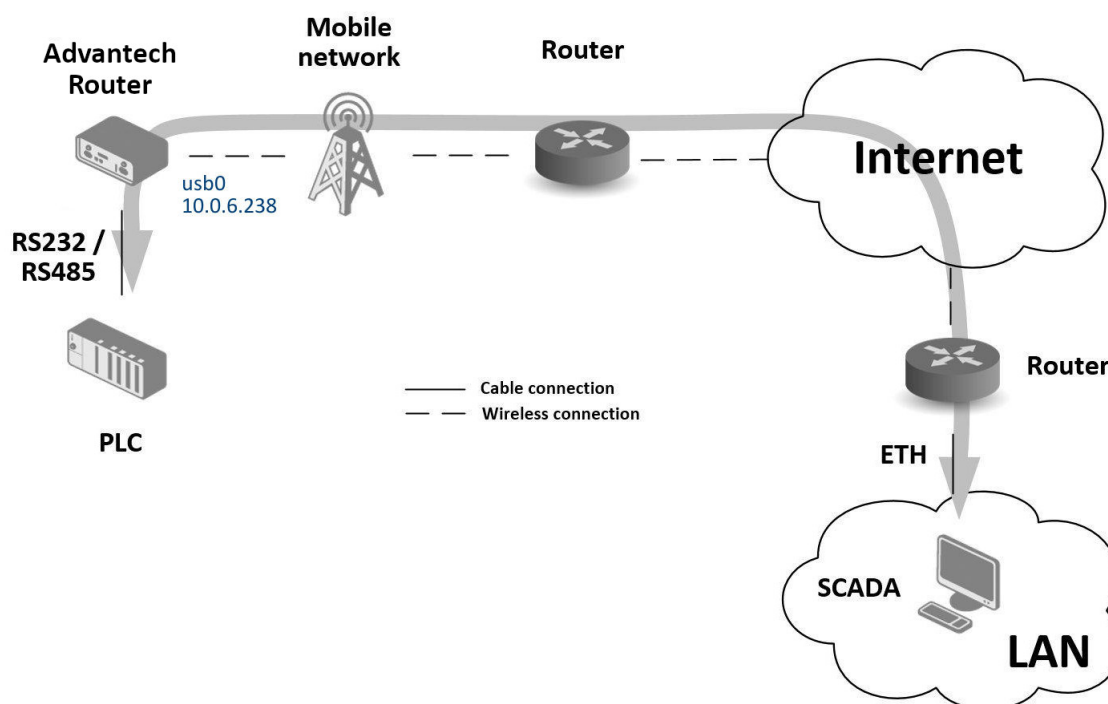 Advantech
Router
Mobile
network
Router
Internet
usb0
10.0.6.238
RS232 /
RS485
PLC
Cable connection
Wireless connection
Router
ETH
SCADA
LAN